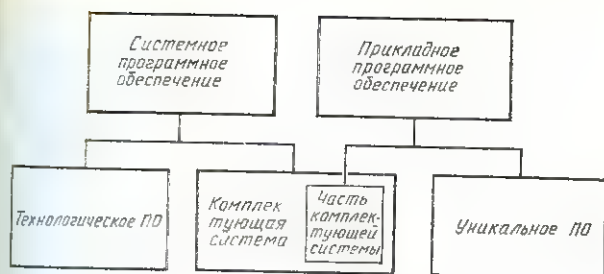 Системное
программное
обеспечение
Прикладное
программное
обеспечение
Технологическое ПО
Комплек
тующая
система
Часть
комплек-
тующей
системы
Уникальное ПО